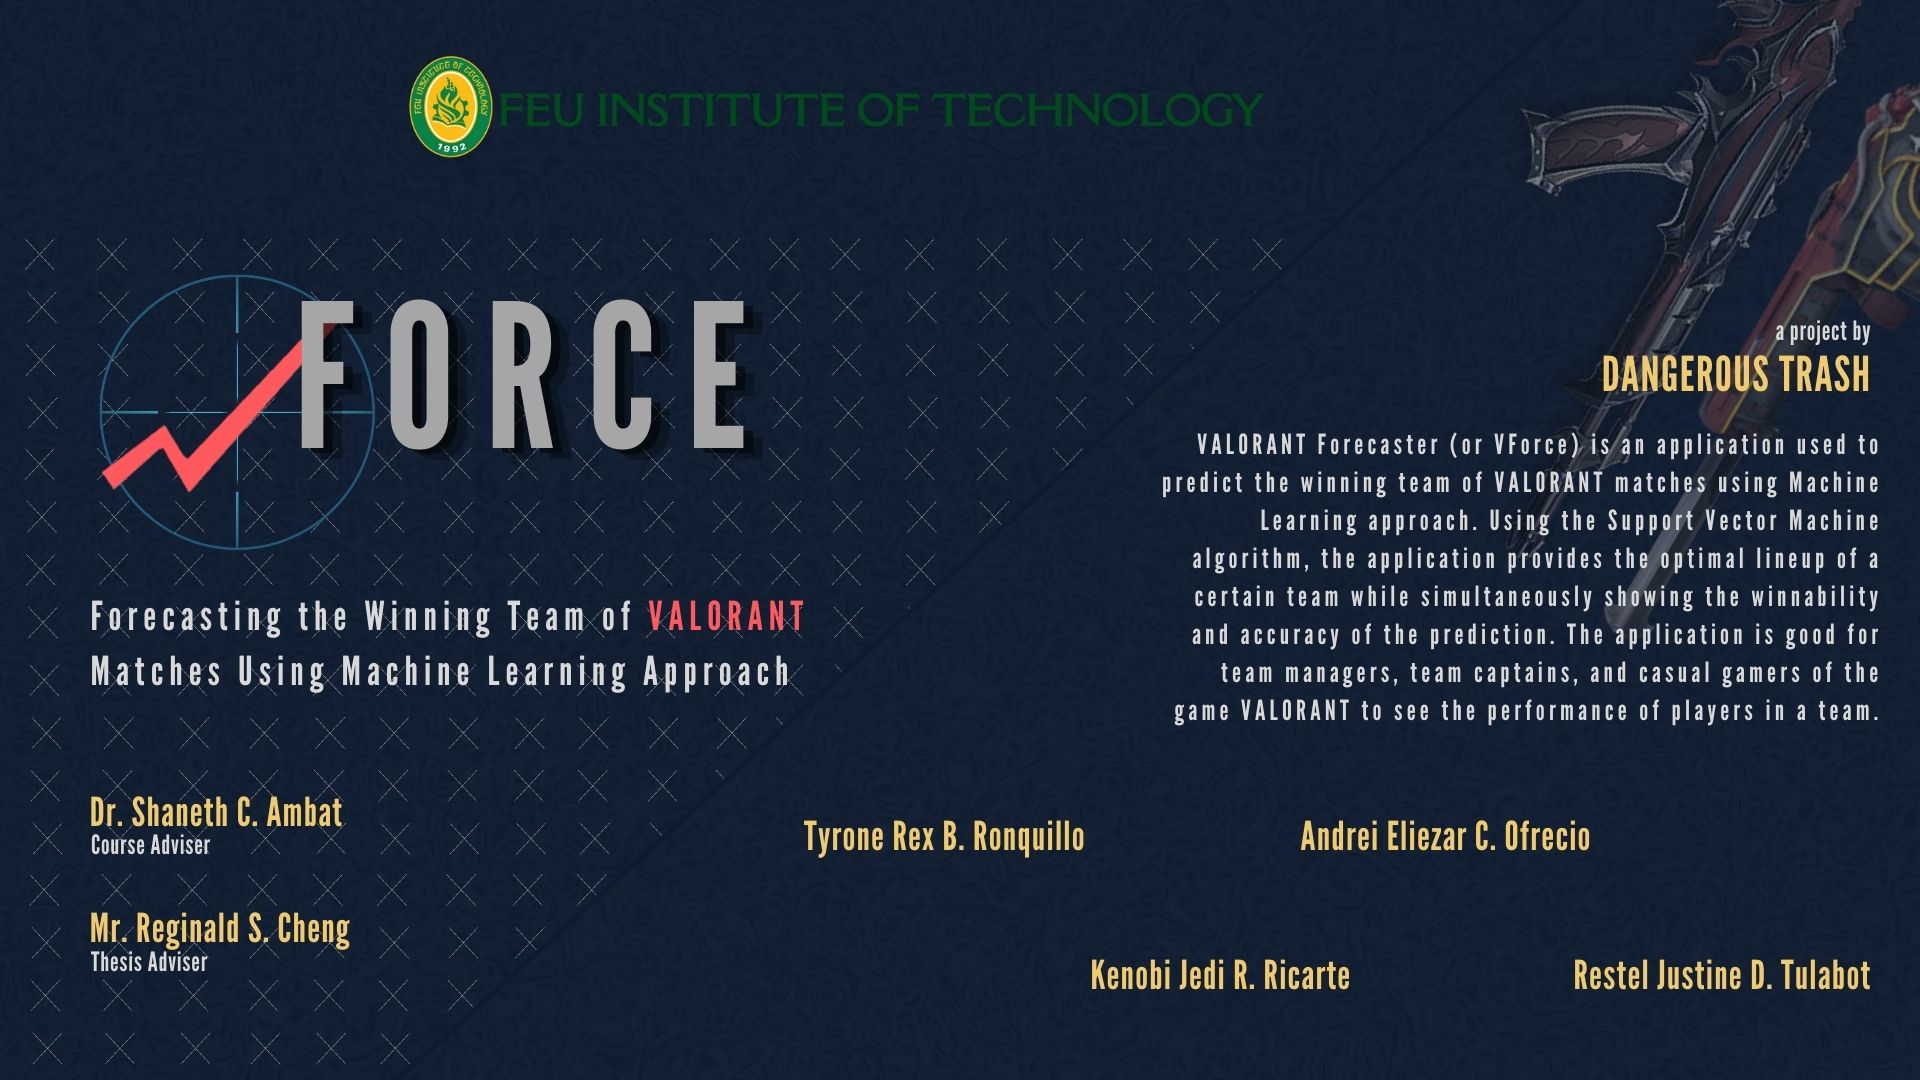 FEU INSTITUTE OF TECHNOLOGY
FEU INSTITUTE OF TECHNOLOGY
1992
FORCE
Forecasting the Winning Team of VALORANT
Matches Using Machine Learning Approach
a project by
DANGEROUS TRASH
VALORANT Forecaster (or VForce) is an application used to
predict the winning team of VALORANT matches using Machine
Learning approach. Using the Support Vector Machine
algorithm, the application provides the optimal lineup of a
certain team while simultaneously showing the winnability
and accuracy of the prediction. The application is good for
team managers, team captains, and casual gamers of the
game VALORANT to see the performance of players in a team.
Dr. Shaneth C. Ambat
Course Adviser
Mr. Reginald S. Cheng
Thesis Adviser
Tyrone Rex B. Ronquillo
Andrei Eliezar C. Ofrecio
Kenobi Jedi R. Ricarte
Restel Justine D. Tulabot